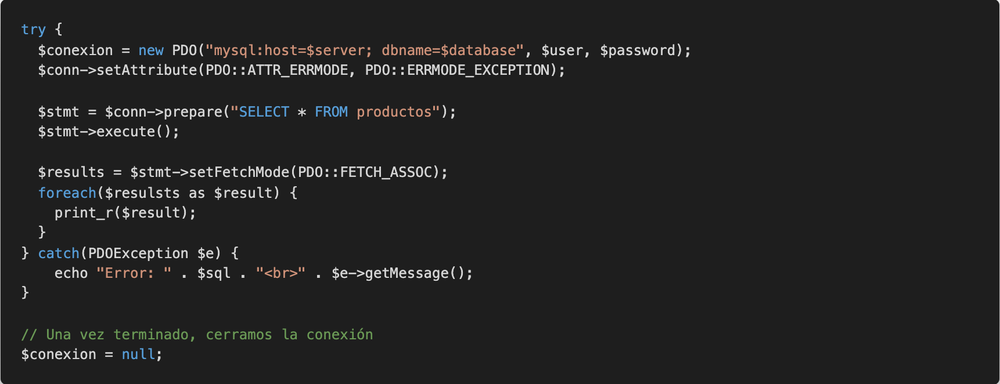 try {
  $conexion = new PDO("mysql:host=$server; dbname=$database", $user, $password);
  $conn->setAttribute(PDO::ATTR_ERRMODE, PDO::ERRMODE_EXCEPTION);

  $stmt = $conn->prepare("SELECT * FROM productos");
  $stmt->execute();

  $results = $stmt->setFetchMode(PDO::FETCH_ASSOC);
  foreach($resulsts as $result) {
    print_r($result);
  }
} catch(PDOException $e) {
    echo "Error: " . $sql . "<br>" . $e->getMessage();
}

// Una vez terminado, cerramos la conexión
$conexion = null;